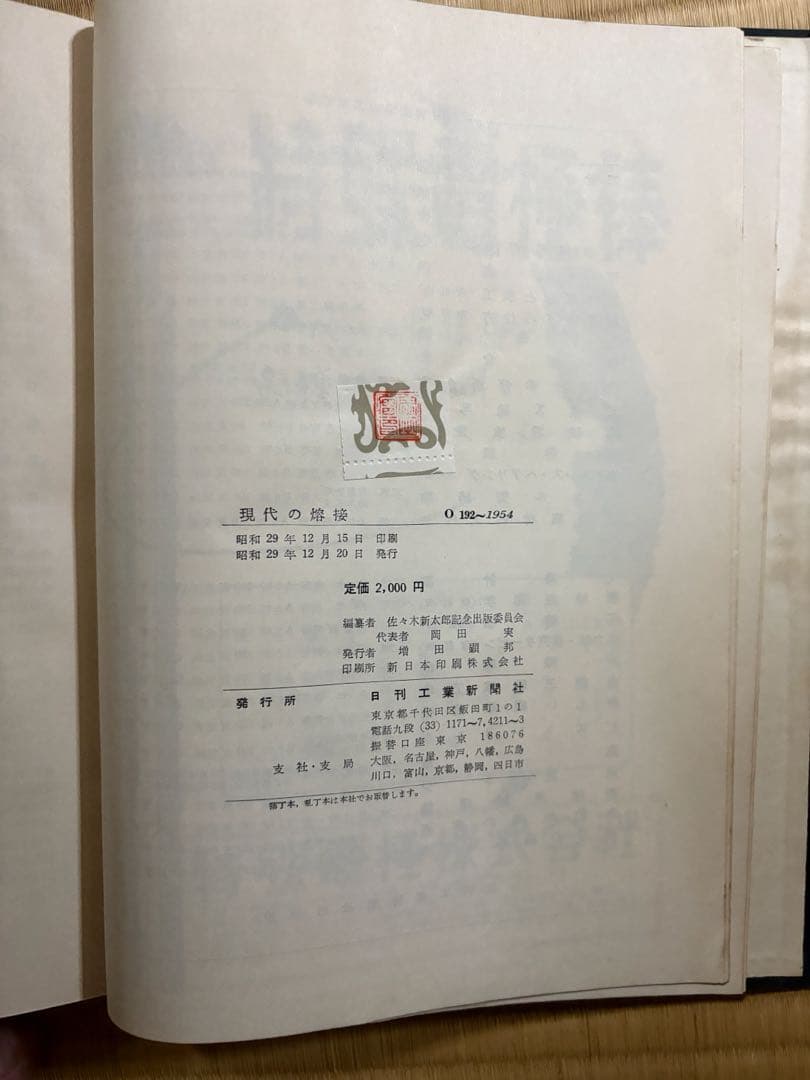 現代の熔接 O 192〜1954
昭和 29 年 12 月 15 日 印刷
昭和 29 年 12 月 20 日 発行
定価 2,000 円
編纂者 佐々木新太郎記念出版委員会
代表者 岡田 実
発行者 増田顕邦
印刷所 新日本印刷株式会社
発行所 日刊工業新聞社
東京都千代田区飯田町1の1
電話九段 (33) 1171〜7, 4211〜3
振替口座東京 186076
支社・支局 大阪, 名古屋, 神戸, 八幡, 広島
川口, 富山, 京都, 静岡, 四日市
落丁本, 乱丁本は本社でお取替します。